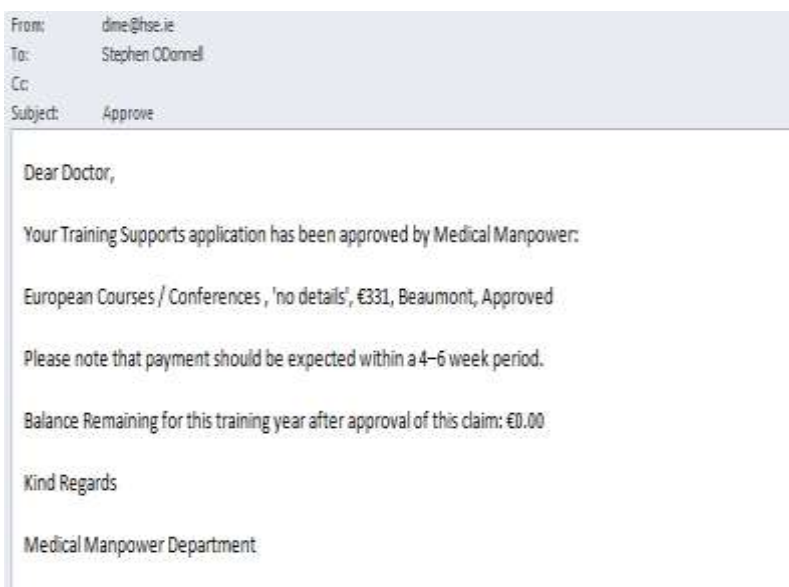 From: dme@hse.ie
To: Stephen ODonnell
Cc:
Subject: Approve
Dear Doctor,
Your Training Supports application has been approved by Medical Manpower:
European Courses / Conferences , 'no details', €331, Beaumont, Approved
Please note that payment should be expected within a 4–6 week period.
Balance Remaining for this training year after approval of this claim: €0.00
Kind Regards
Medical Manpower Department